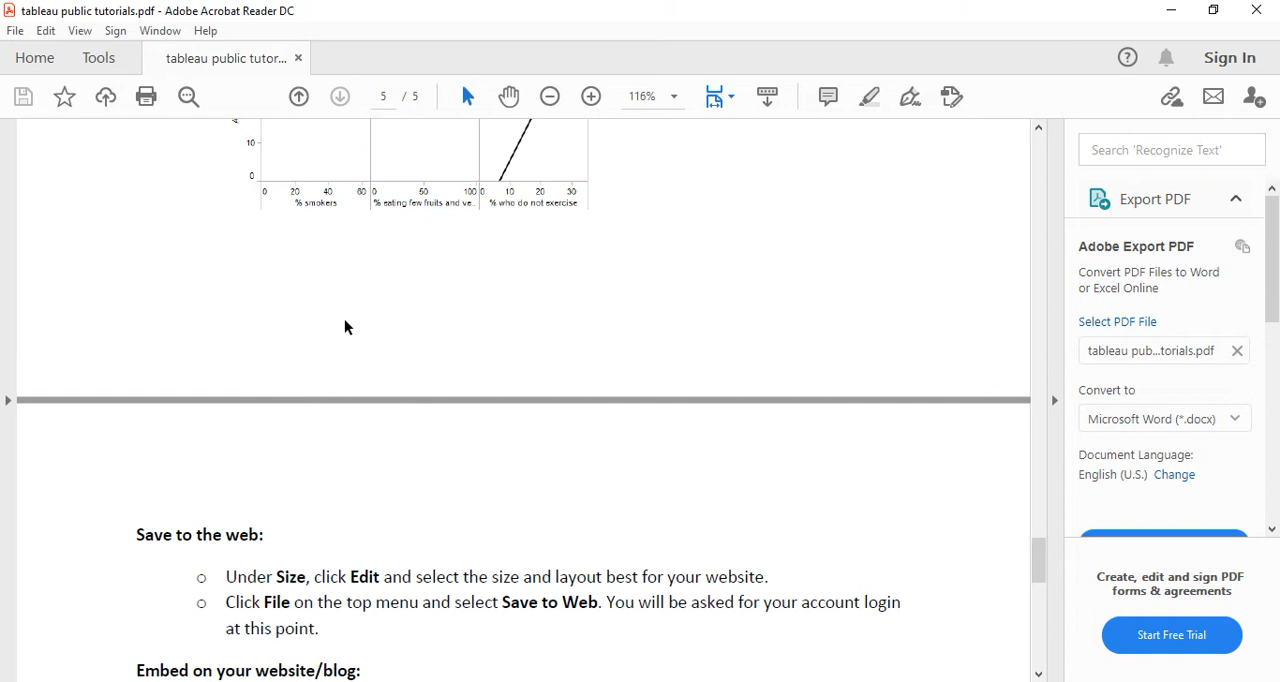 tableau public tutorials.pdf - Adobe Acrobat Reader DC
File Edit View Sign Window Help
Home Tools tableau public tutor... Sign In
5 / 5 116%
10
0
0 20 40 60 0 50 100 0 10 20 30
% smokers % eating few fruits and ve.. % who do not exercise
Save to the web:
o Under Size, click Edit and select the size and layout best for your website.
o Click File on the top menu and select Save to Web. You will be asked for your account login
at this point.
Embed on your website/blog:
Search 'Recognize Text'
Export PDF
Adobe Export PDF
Convert PDF Files to Word
or Excel Online
Select PDF File
tableau pub...torials.pdf
Convert to
Microsoft Word (*.docx)
Document Language:
English (U.S.) Change
Create, edit and sign PDF
forms & agreements
Start Free Trial